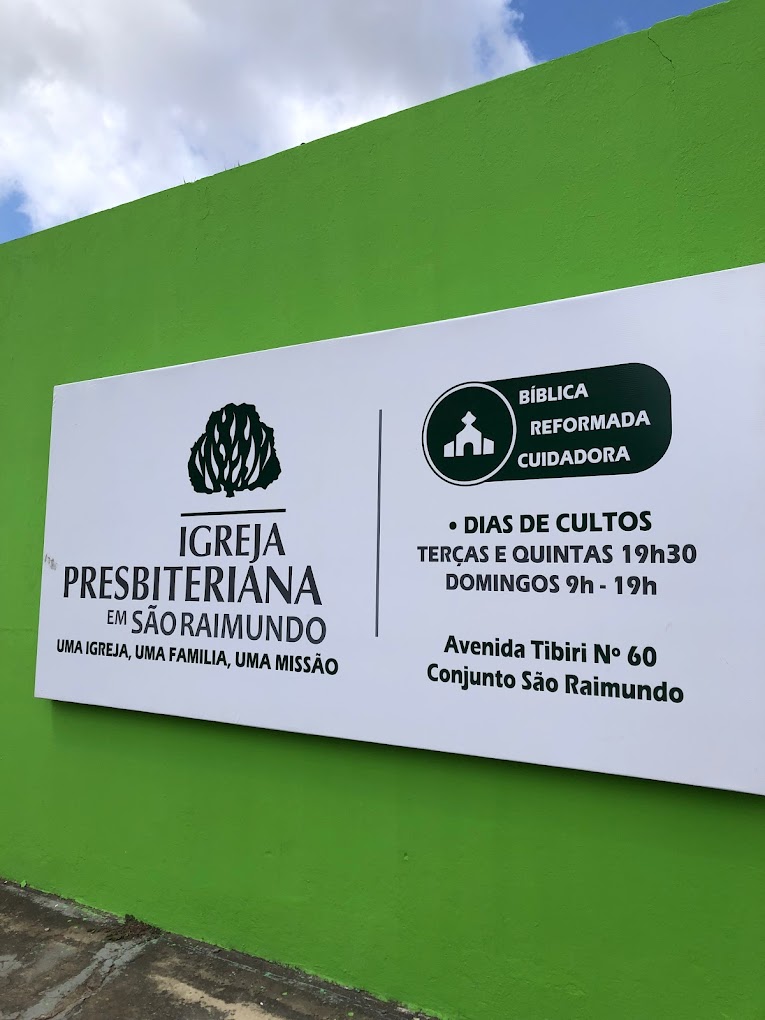 IGREJA
PRESBITERIANA
EM SÃO RAIMUNDO
UMA IGREJA, UMA FAMILIA, UMA MISSÃO
BÍBLICA
REFORMADA
CUIDADORA
• DIAS DE CULTOS
TERÇAS E QUINTAS 19h30
DOMINGOS 9h - 19h
Avenida Tibiri Nº 60
Conjunto São Raimundo